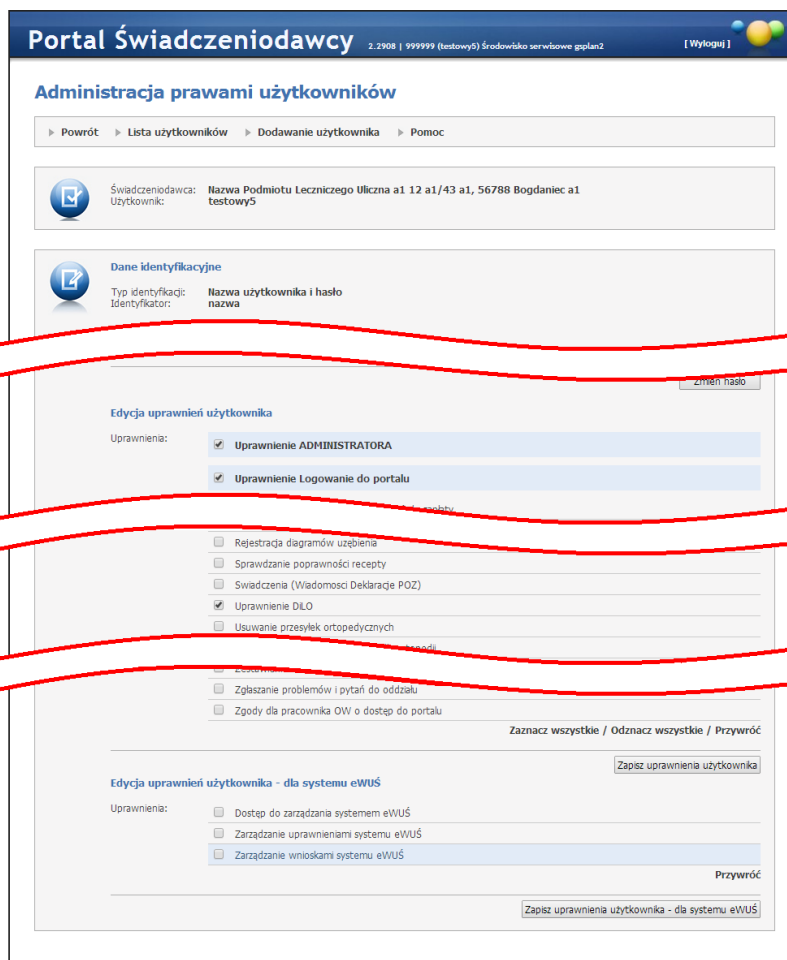 Portal Świadczeniodawcy 2.2908 | 999999 (testowy5) Środowisko serwisowe gsplan2 [ Wyloguj ]
Administracja prawami użytkowników
Powrót Lista użytkowników Dodawanie użytkownika Pomoc
Świadczeniodawca: Nazwa Podmiotu Leczniczego Uliczna a1 12 a1/43 a1, 56788 Bogdaniec a1
Użytkownik: testowy5
Dane identyfikacyjne
Typ identyfikacji: Nazwa użytkownika i hasło
Identyfikator: nazwa
Zmień hasło
Edycja uprawnień użytkownika
Uprawnienia: Uprawnienie ADMINISTRATORA
Uprawnienie Logowanie do portalu
Rejestracja diagramów uzębienia
Sprawdzanie poprawności recepty
Swiadczenia (Wiadomosci Deklaracje POZ)
Uprawnienie DiLO
Usuwanie przesyłek ortopedycznych
Zgłaszanie problemów i pytań do oddziału
Zgody dla pracownika OW o dostęp do portalu
Zaznacz wszystkie / Odznacz wszystkie / Przywróć
Zapisz uprawnienia użytkownika
Edycja uprawnień użytkownika - dla systemu eWUŚ
Uprawnienia: Dostęp do zarządzania systemem eWUŚ
Zarządzanie uprawnieniami systemu eWUŚ
Zarządzanie wnioskami systemu eWUŚ
Przywróć
Zapisz uprawnienia użytkownika - dla systemu eWUŚ